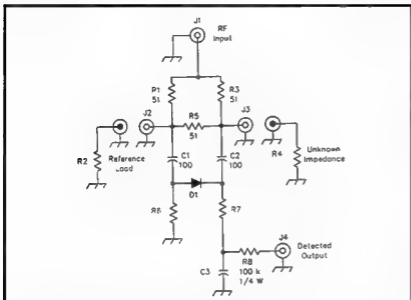 J1
RF
Input
R1
51
R3
51
J2
R5
51
J3
R2
Reference
Load
C1
100
C2
100
R4
Unknown
Impedance
D1
R6
R7
J4
Detected
Output
R8
100 k
1/4 W
C3